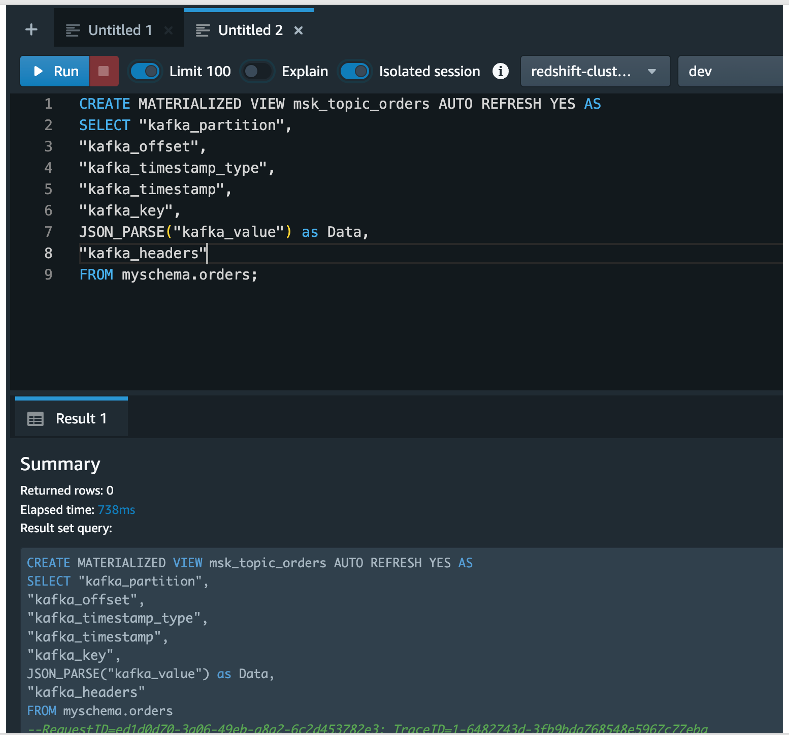 + Untitled 1 × Untitled 2 ×
Run Limit 100 Explain Isolated session i redshift-clust... dev
1 CREATE MATERIALIZED VIEW msk_topic_orders AUTO REFRESH YES AS
2 SELECT "kafka_partition",
3 "kafka_offset",
4 "kafka_timestamp_type",
5 "kafka_timestamp",
6 "kafka_key",
7 JSON_PARSE("kafka_value") as Data,
8 "kafka_headers"
9 FROM myschema.orders;
Result 1
Summary
Returned rows: 0
Elapsed time: 738ms
Result set query:
CREATE MATERIALIZED VIEW msk_topic_orders AUTO REFRESH YES AS
SELECT "kafka_partition",
"kafka_offset",
"kafka_timestamp_type",
"kafka_timestamp",
"kafka_key",
JSON_PARSE("kafka_value") as Data,
"kafka_headers"
FROM myschema.orders
--RequestID=ed1d0d70-3a06-49eb-a8a2-6c2d453782e3; TraceID=1-6482743d-3fb9bda768548e5967c77eha